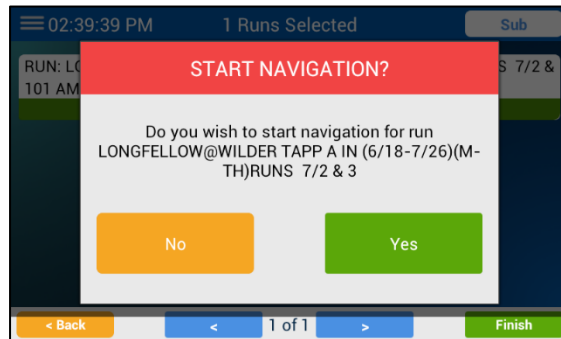 02:39:39 PM 1 Runs Selected Sub
RUN: LO S 7/2 &
101 AM
START NAVIGATION?
Do you wish to start navigation for run
LONGFELLOW@WILDER TAPP A IN (6/18-7/26)(M-
TH)RUNS 7/2 & 3
No Yes
< Back < 1 of 1 > Finish